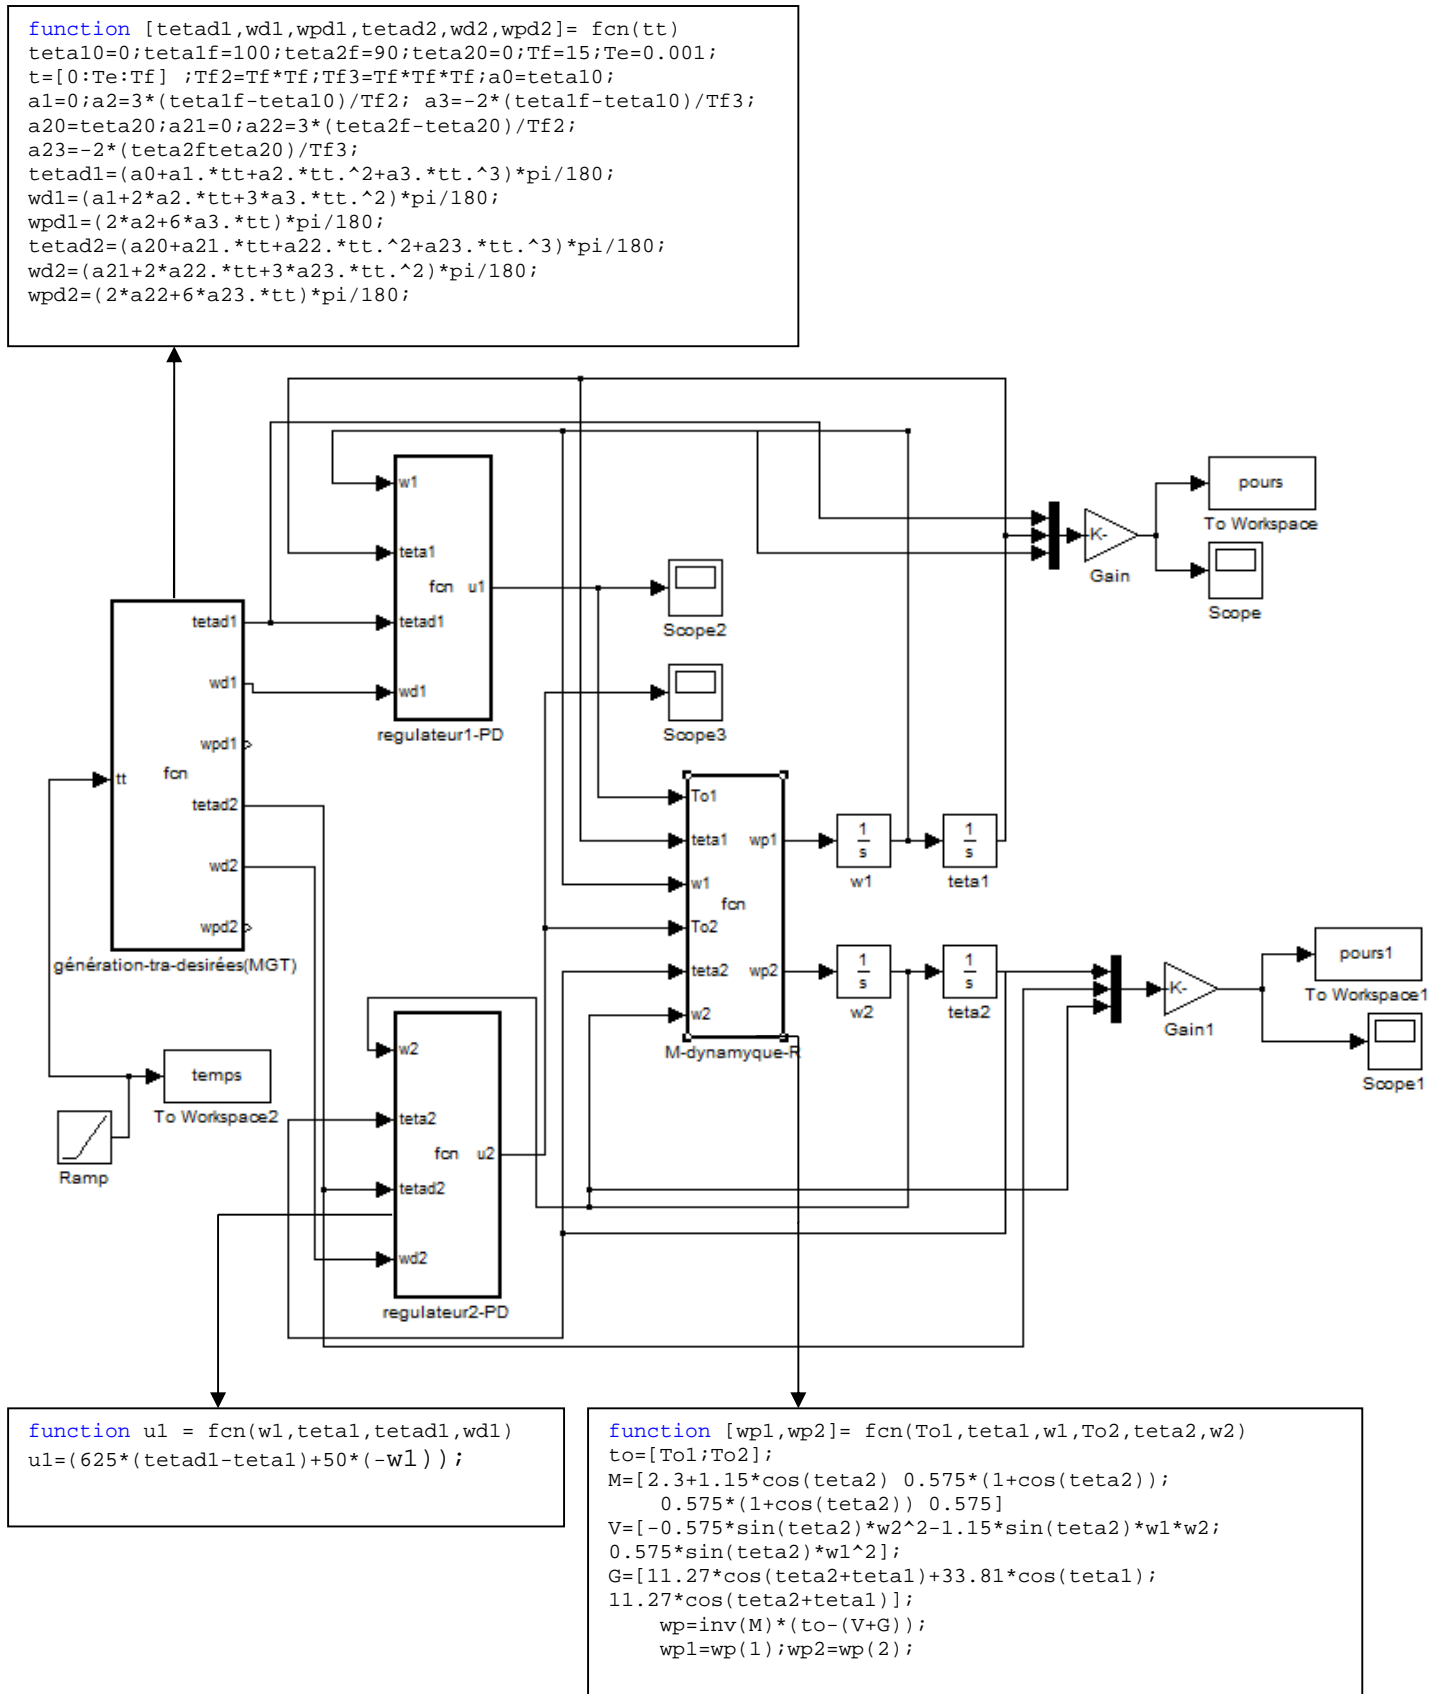 function [tetad1,wd1,wpd1,tetad2,wd2,wpd2]= fcn(tt)
teta10=0;teta1f=100;teta2f=90;teta20=0;Tf=15;Te=0.001;
t=[0:Te:Tf] ;Tf2=Tf*Tf;Tf3=Tf*Tf*Tf;a0=teta10;
a1=0;a2=3*(teta1f-teta10)/Tf2; a3=-2*(teta1f-teta10)/Tf3;
a20=teta20;a21=0;a22=3*(teta2f-teta20)/Tf2;
a23=-2*(teta2fteta20)/Tf3;
tetad1=(a0+a1.*tt+a2.*tt.^2+a3.*tt.^3)*pi/180;
wd1=(a1+2*a2.*tt+3*a3.*tt.^2)*pi/180;
wpd1=(2*a2+6*a3.*tt)*pi/180;
tetad2=(a20+a21.*tt+a22.*tt.^2+a23.*tt.^3)*pi/180;
wd2=(a21+2*a22.*tt+3*a23.*tt.^2)*pi/180;
wpd2=(2*a22+6*a23.*tt)*pi/180;
w1
teta1
fcn u1
tetad1
wd1
regulateur1-PD
tetad1
wd1
wpd1
tt
fcn
tetad2
wd2
wpd2
génération-tra-desirées(MGT)
Scope2
Scope3
K-
Gain
pours
To Workspace
Scope
To1
teta1 wp1
w1
fcn
To2
teta2 wp2
w2
M-dynamyque-R
1
s
w1
1
s
teta1
1
s
w2
1
s
teta2
K-
Gain1
pours1
To Workspace1
Scope1
temps
To Workspace2
Ramp
w2
teta2
fcn u2
tetad2
wd2
regulateur2-PD
function u1 = fcn(w1,teta1,tetad1,wd1)
u1=(625*(tetad1-teta1)+50*(-w1));
function [wp1,wp2]= fcn(To1,teta1,w1,To2,teta2,w2)
to=[To1;To2];
M=[2.3+1.15*cos(teta2) 0.575*(1+cos(teta2));
0.575*(1+cos(teta2)) 0.575]
V=[-0.575*sin(teta2)*w2^2-1.15*sin(teta2)*w1*w2;
0.575*sin(teta2)*w1^2];
G=[11.27*cos(teta2+teta1)+33.81*cos(teta1);
11.27*cos(teta2+teta1)];
wp=inv(M)*(to-(V+G));
wp1=wp(1);wp2=wp(2);